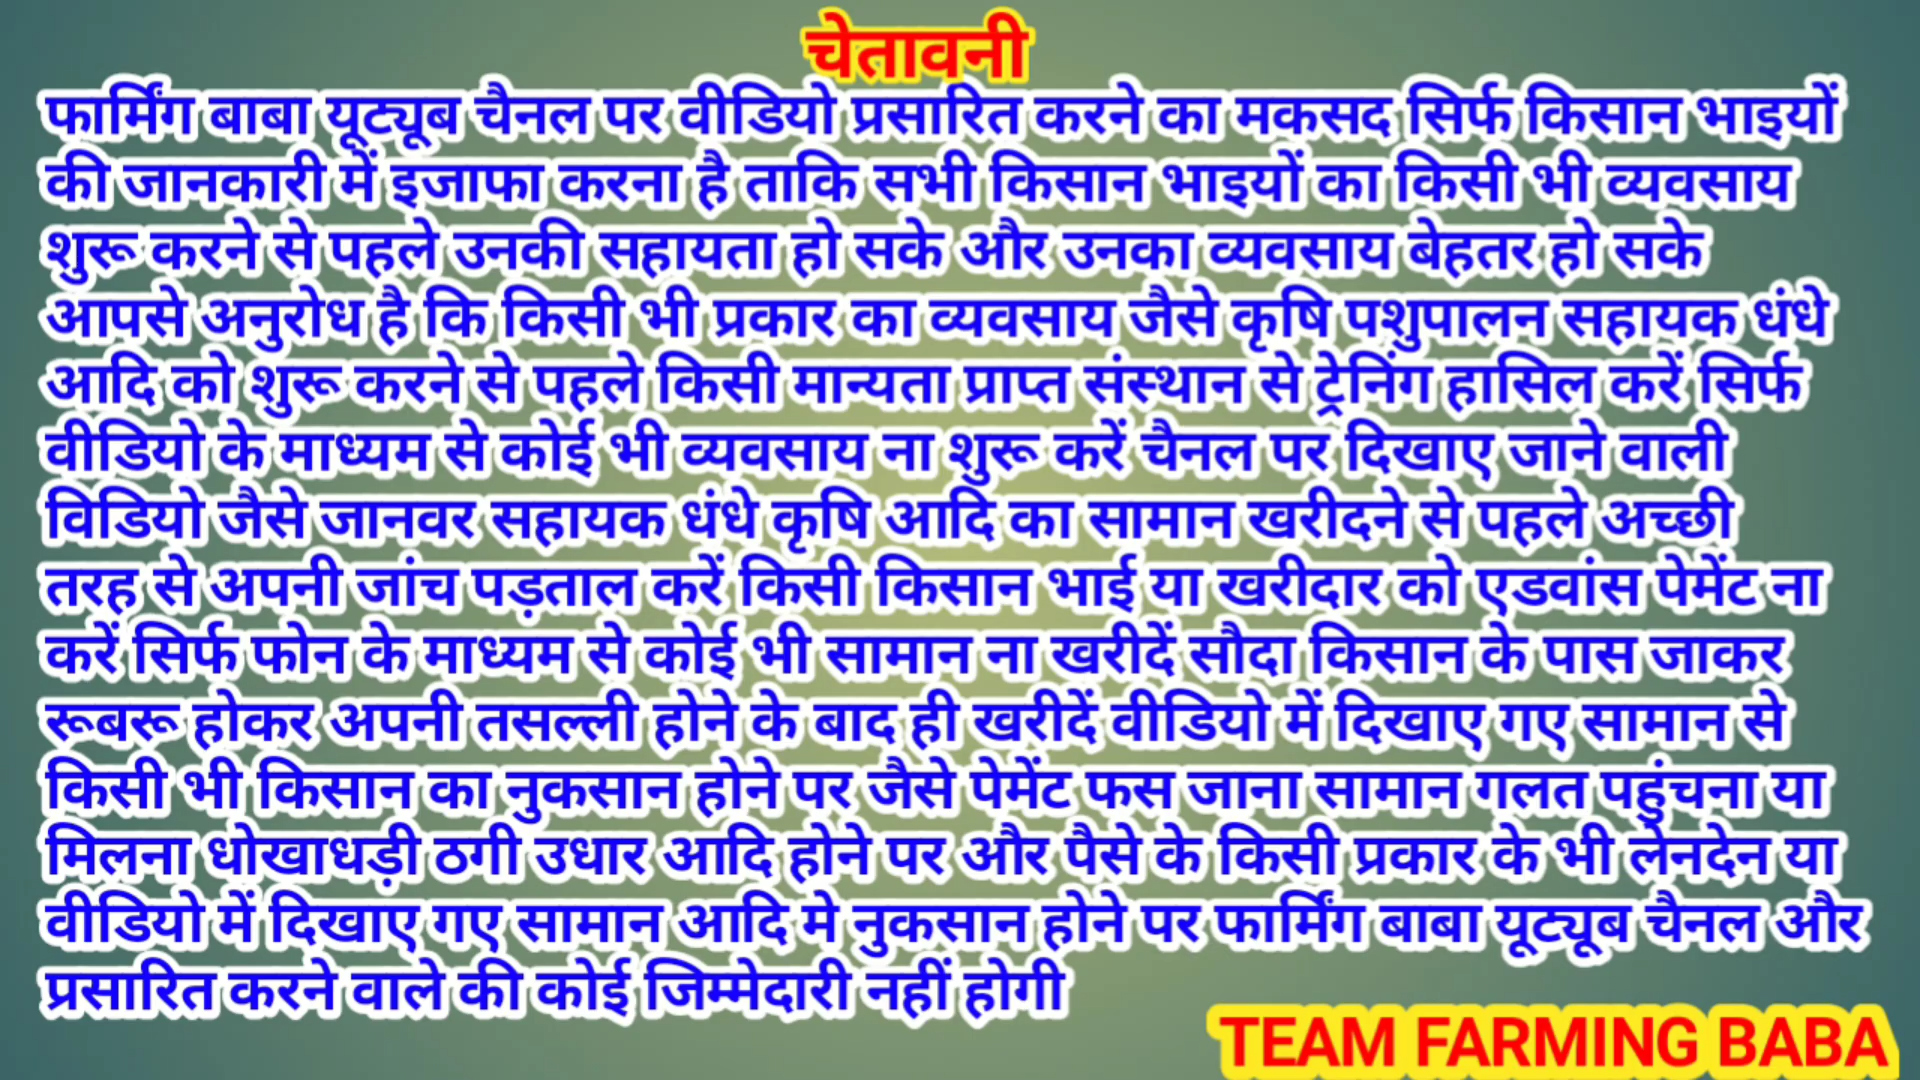 चेतावनी
फार्मिंग बाबा यूट्यूब चैनल पर वीडियो प्रसारित करने का मकसद सिर्फ किसान भाइयों
की जानकारी में इजाफा करना है ताकि सभी किसान भाइयों का किसी भी व्यवसाय
शुरू करने से पहले उनकी सहायता हो सके और उनका व्यवसाय बेहतर हो सके
आपसे अनुरोध है कि किसी भी प्रकार का व्यवसाय जैसे कृषि पशुपालन सहायक धंधे
आदि को शुरू करने से पहले किसी मान्यता प्राप्त संस्थान से ट्रेनिंग हासिल करें सिर्फ
वीडियो के माध्यम से कोई भी व्यवसाय ना शुरू करें चैनल पर दिखाए जाने वाली
विडियो जैसे जानवर सहायक धंधे कृषि आदि का सामान खरीदने से पहले अच्छी
तरह से अपनी जांच पड़ताल करें किसी किसान भाई या खरीदार को एडवांस पेमेंट ना
करें सिर्फ फोन के माध्यम से कोई भी सामान ना खरीदें सौदा किसान के पास जाकर
रूबरू होकर अपनी तसल्ली होने के बाद ही खरीदें वीडियो में दिखाए गए सामान से
किसी भी किसान का नुकसान होने पर जैसे पेमेंट फस जाना सामान गलत पहुंचना या
मिलना धोखाधड़ी ठगी उधार आदि होने पर और पैसे के किसी प्रकार के भी लेनदेन या
वीडियो में दिखाए गए सामान आदि मे नुकसान होने पर फार्मिंग बाबा यूट्यूब चैनल और
प्रसारित करने वाले की कोई जिम्मेदारी नहीं होगी
TEAM FARMING BABA